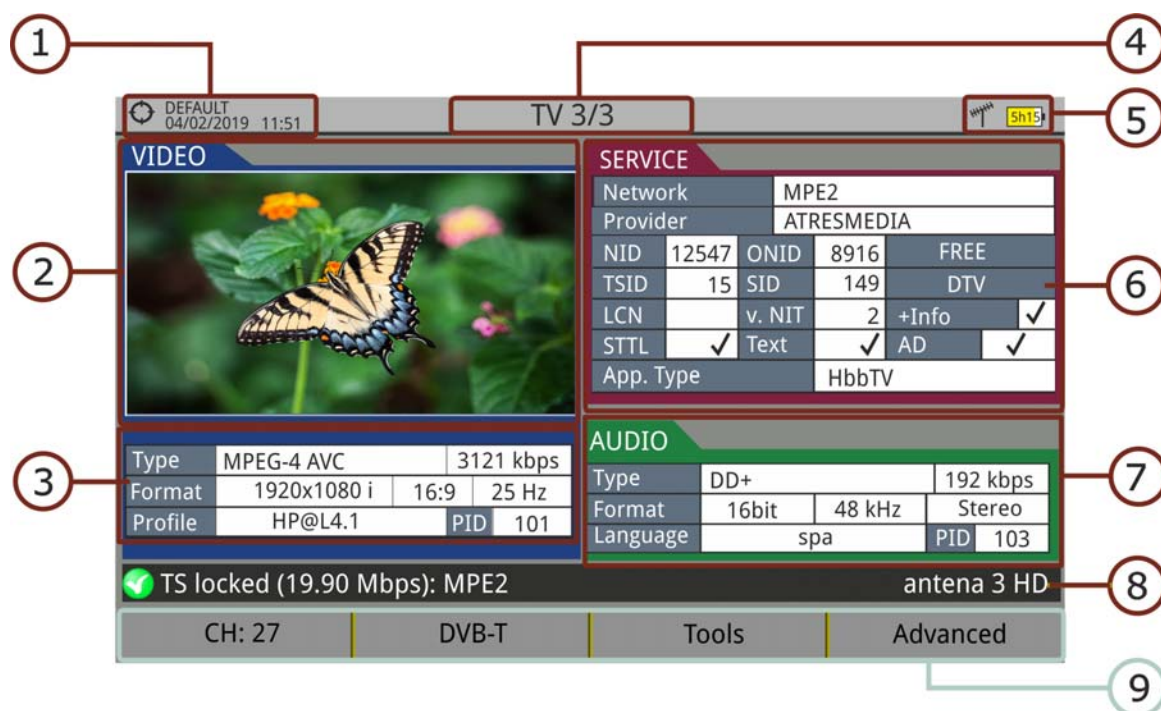 1
4
DEFAULT
04/02/2019 11:51
TV 3/3
5h15
5
VIDEO
2
SERVICE
Network MPE2
Provider ATRESMEDIA
NID 12547 ONID 8916 FREE
TSID 15 SID 149 DTV
LCN v. NIT 2 +Info ✓
STTL ✓ Text ✓ AD ✓
App. Type HbbTV
6
3
Type MPEG-4 AVC 3121 kbps
Format 1920x1080 i 16:9 25 Hz
Profile HP@L4.1 PID 101
AUDIO
Type DD+ 192 kbps
Format 16bit 48 kHz Stereo
Language spa PID 103
7
TS locked (19.90 Mbps): MPE2 antena 3 HD
8
CH: 27 DVB-T Tools Advanced
9